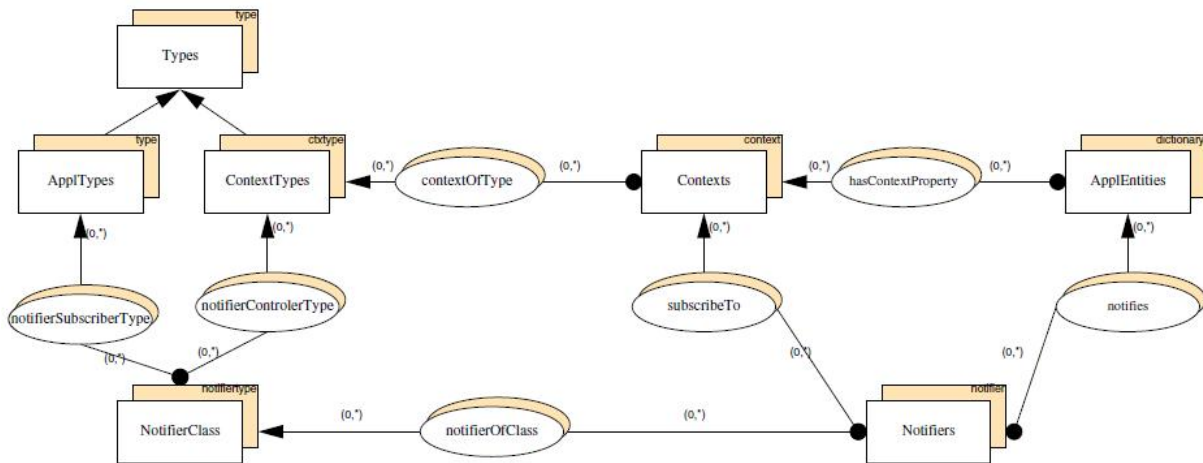 type
Types
type
ApplTypes
ctxtype
ContextTypes
(0,*)
contextOfType
(0,*)
context
Contexts
(0,*)
hasContextProperty
(0,*)
dictionary
ApplEntities
(0,*)
(0,*)
(0,*)
(0,*)
notifierSubscriberType
notifierControlerType
subscribeTo
notifies
(0,*)
(0,*)
(0,*)
(0,*)
notifiertype
NotifierClass
(0,*)
notifierOfClass
(0,*)
notifier
Notifiers